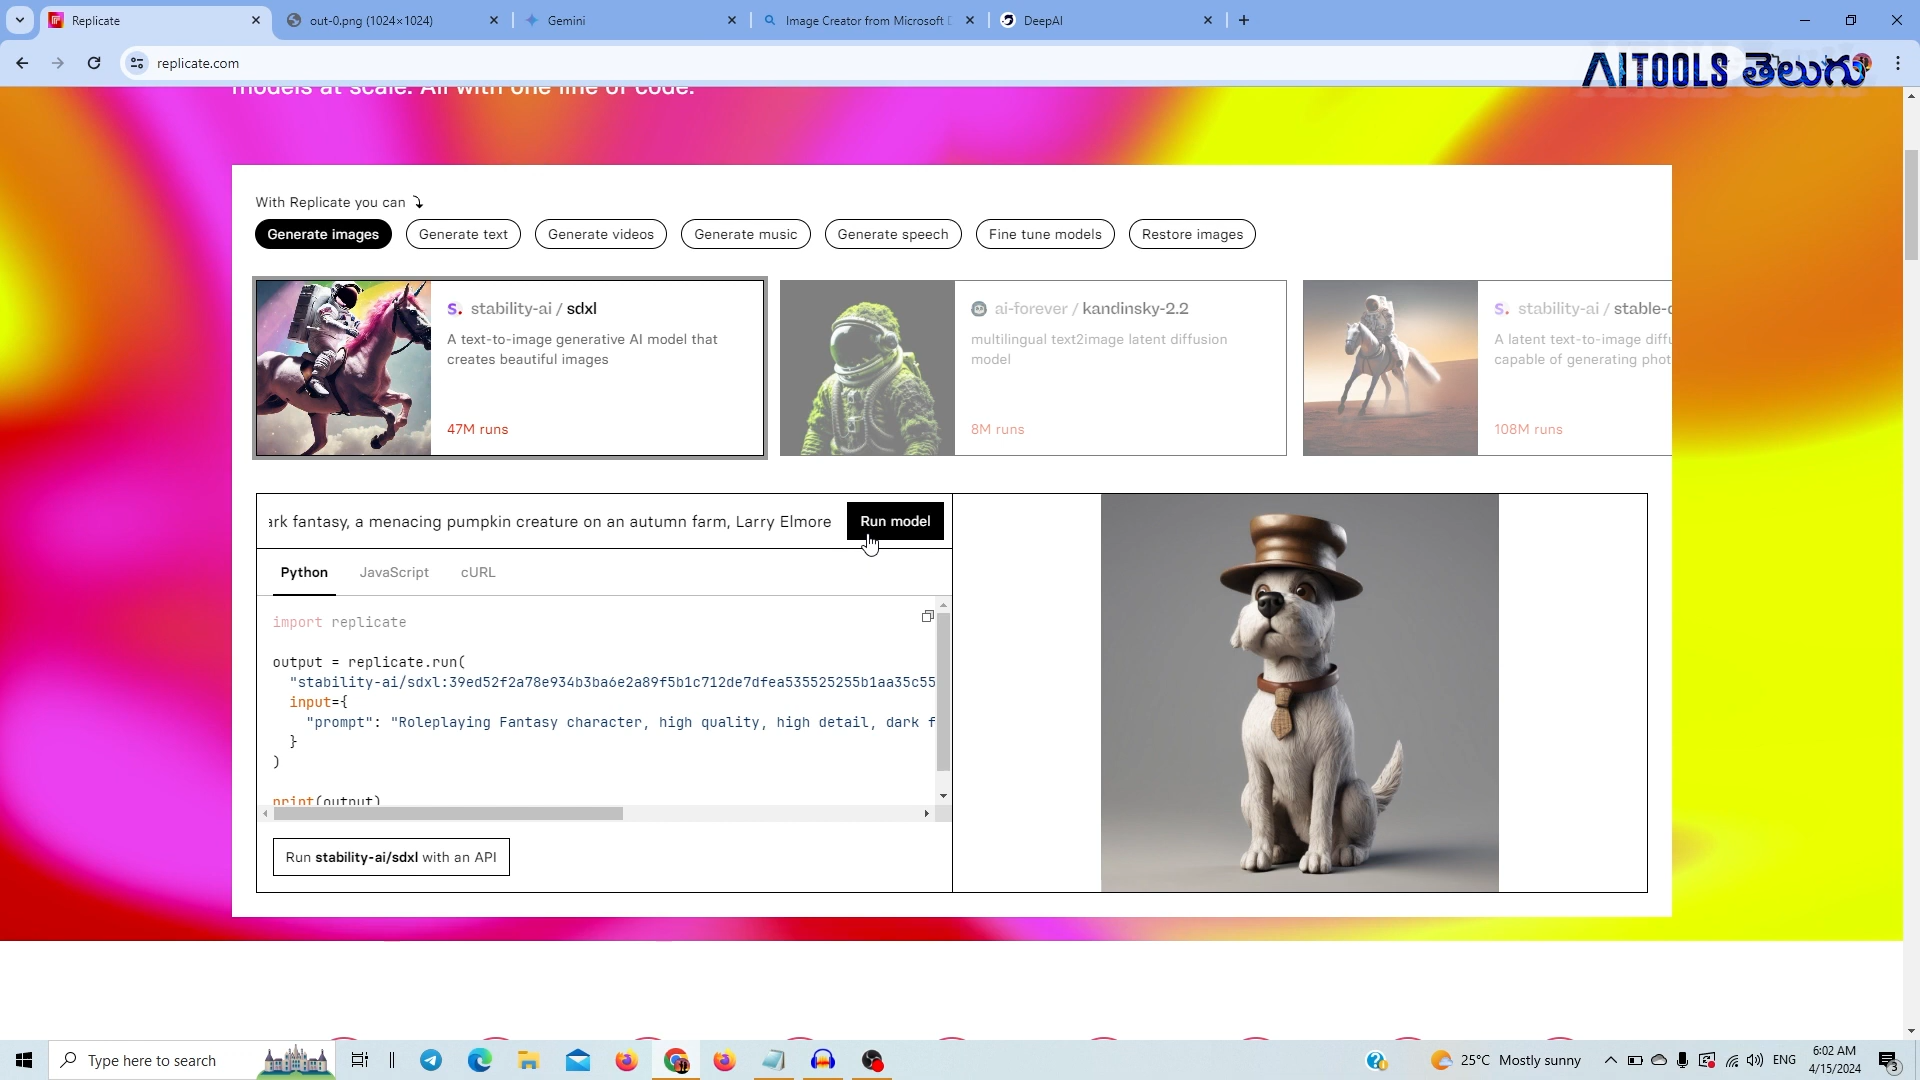 Replicate
out-0.png (1024×1024)
Gemini
Image Creator from Microsoft D
DeepAI
replicate.com
AI TOOLS తెలుగు
models at scale. All with one line of code.
With Replicate you can
Generate images
Generate text
Generate videos
Generate music
Generate speech
Fine tune models
Restore images
S. stability-ai / sdxl
A text-to-image generative AI model that
creates beautiful images
47M runs
ai-forever / kandinsky-2.2
multilingual text2image latent diffusion
model
8M runs
S. stability-ai / stable-d
A latent text-to-image diffu
capable of generating phot
108M runs
ark fantasy, a menacing pumpkin creature on an autumn farm, Larry Elmore
Run model
Python
JavaScript
cURL
import replicate
output = replicate.run(
"stability-ai/sdxl:39ed52f2a78e934b3ba6e2a89f5b1c712de7dfea535525255b1aa35c55
input={
"prompt": "Roleplaying Fantasy character, high quality, high detail, dark f
}
)
print(output)
Run stability-ai/sdxl with an API
Type here to search
25°C Mostly sunny
ENG
6:02 AM
4/15/2024
3